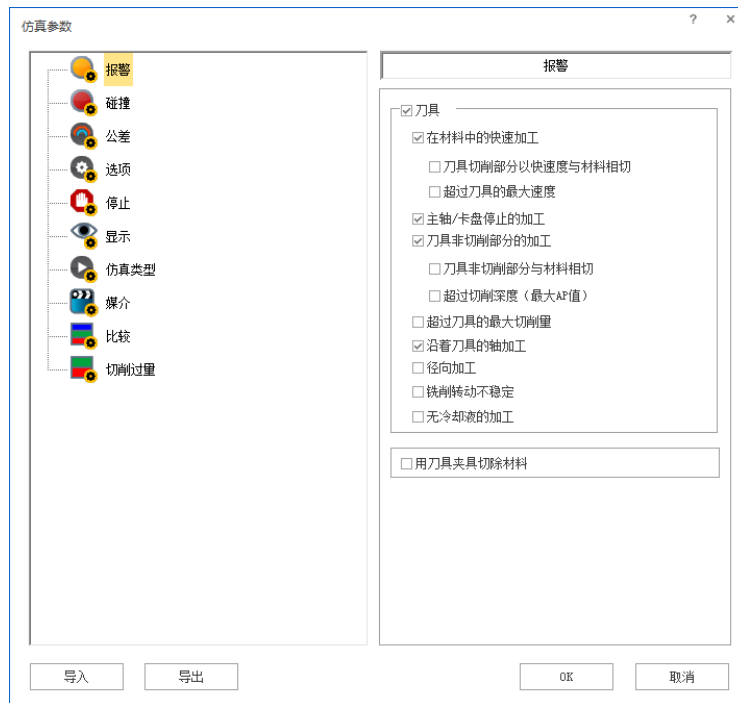 仿真参数
? ×
报警
碰撞
公差
选项
停止
显示
仿真类型
媒介
比较
切削过量
报警
刀具
在材料中的快速加工
刀具切削部分以快速度与材料相切
超过刀具的最大速度
主轴/卡盘停止的加工
刀具非切削部分的加工
刀具非切削部分与材料相切
超过切削深度（最大AP值）
超过刀具的最大切削量
沿着刀具的轴加工
径向加工
铣削转动不稳定
无冷却液的加工
用刀具夹具切除材料
导入
导出
OK
取消